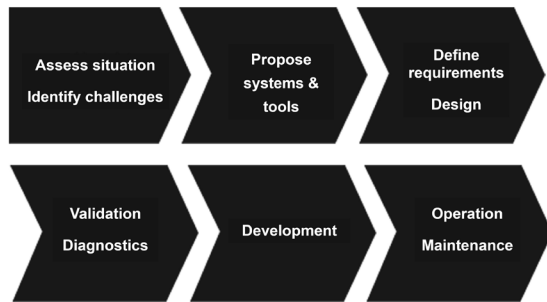 Assess situation
Identify challenges
Propose
systems &
tools
Define
requirements
Design
Validation
Diagnostics
Development
Operation
Maintenance